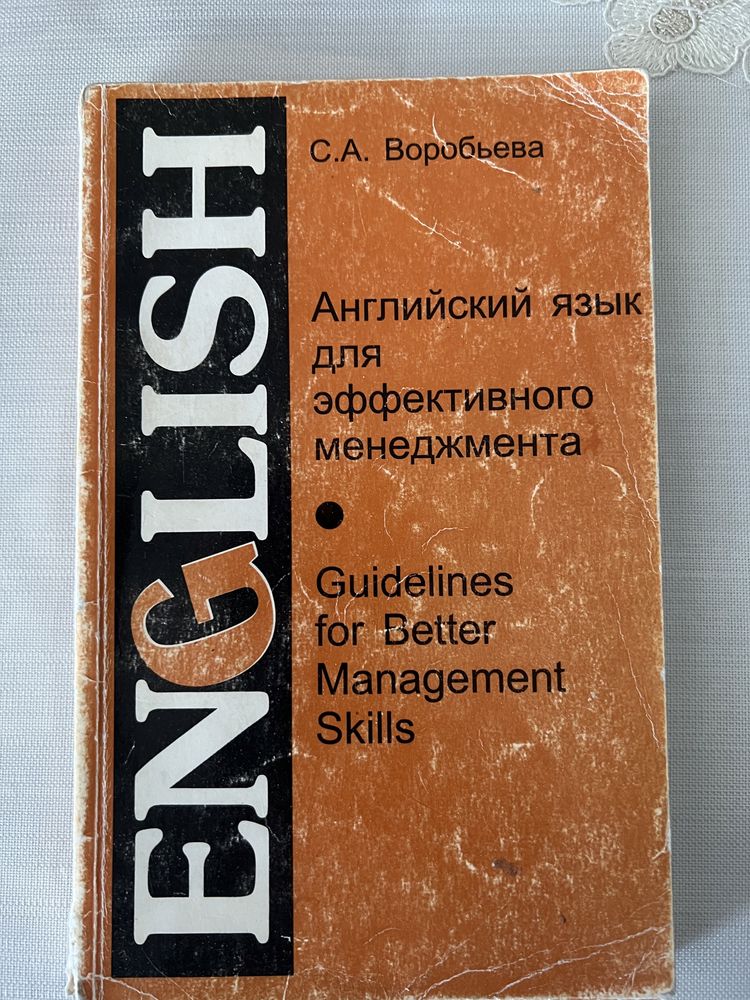 ENGLISH
С.А. Воробьева
Английский язык
для
эффективного
менеджмента
Guidelines
for Better
Management
Skills